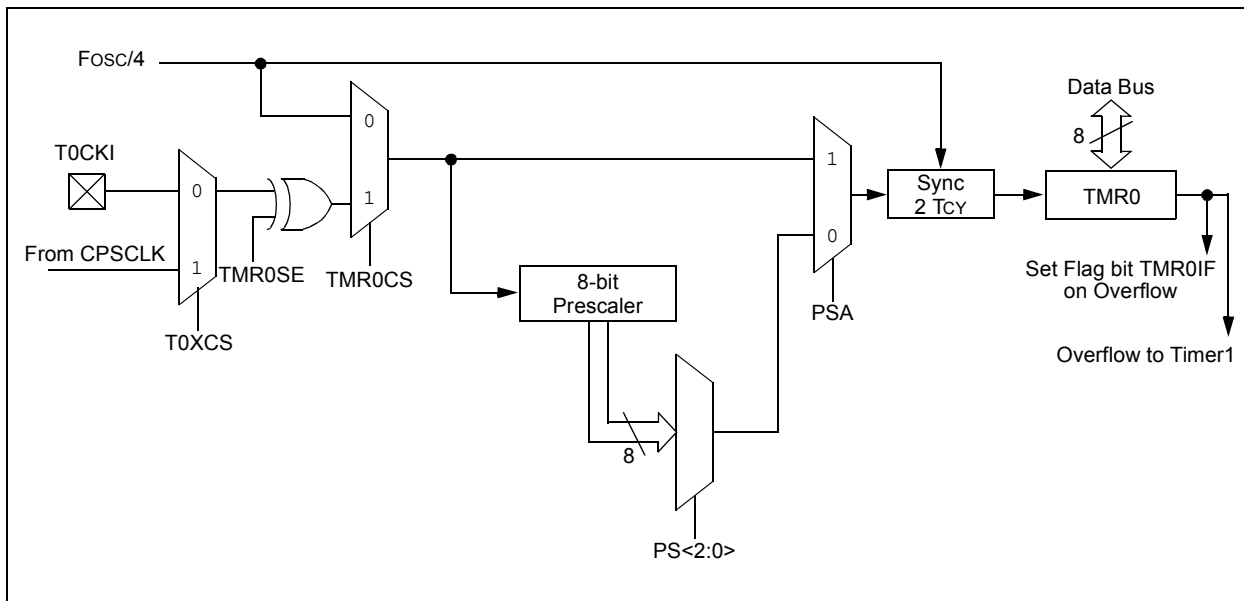 FOSC/4
Data Bus
8
T0CKI
0
1
0
1
From CPSCLK
TMR0SE
TMR0CS
T0XCS
8-bit
Prescaler
8
PS<2:0>
1
0
PSA
Sync
2 TCY
TMR0
Set Flag bit TMR0IF
on Overflow
Overflow to Timer1